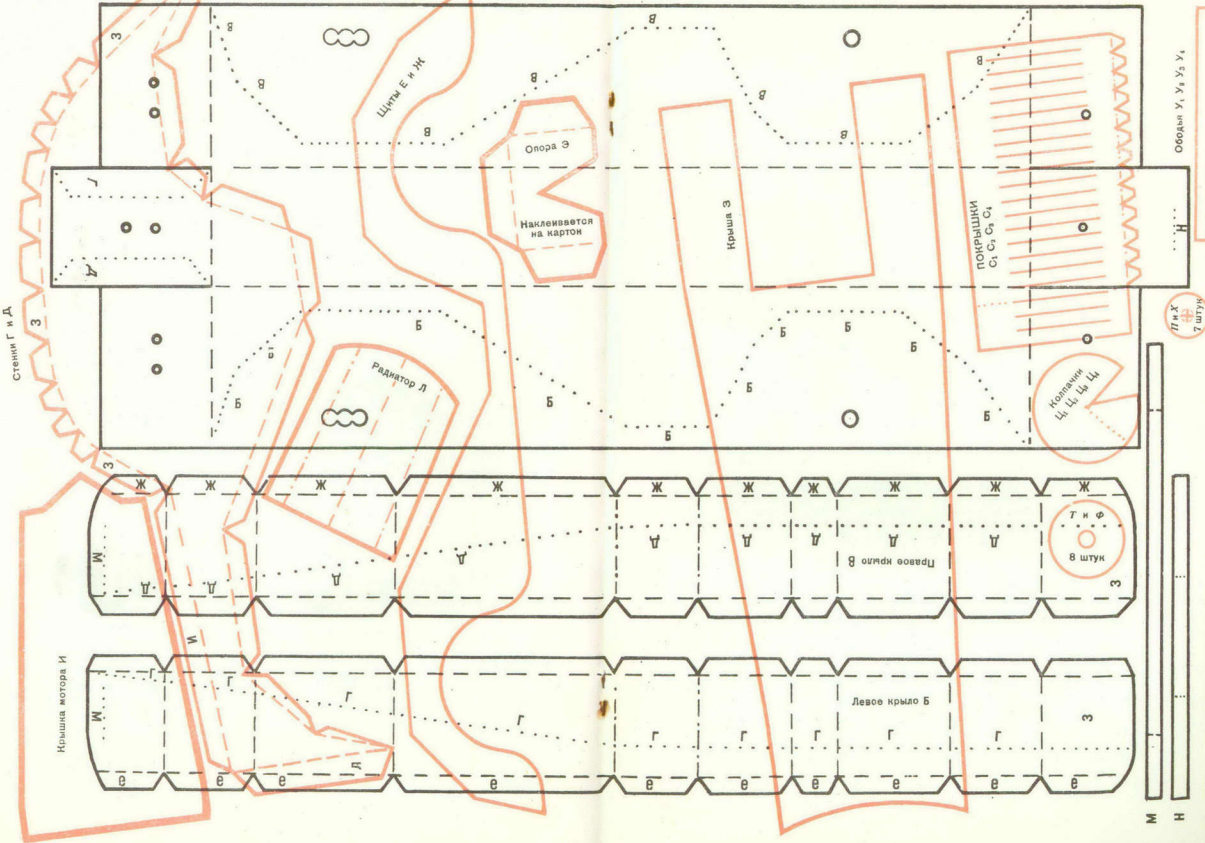 З
В
В
В
В
В
В
В
В
Щиты Е и Ж
Опора Э
Наклеивается
на картон
Крыша З
ПОКРЫШКИ
С₁ С₂ С₃ С₄
Ободья У₁ У₂ У₃ У₄
Г
Д
Н
З
Стенки Г и Д
П и Х
7 штук
Б
Б
Б
Б
Б
Б
Б
Б
Б
Радиатор Л
Колпачки
Ц₁ Ц₂ Ц₃ Ц₄
З
Ж
Ж
Ж
Ж
Ж
Ж
Ж
Ж
Ж
Ж
М
Д
Д
Д
Д
Д
Д
Д
Д
Д
Правое крыло
В
Т и Ф
8 штук
З
И
Крышка мотора И
М
Г
Г
Г
Г
Г
Г
Г
Г
Г
Левое крыло Б
З
Л
е
е
е
е
е
е
е
е
е
е
М
Н